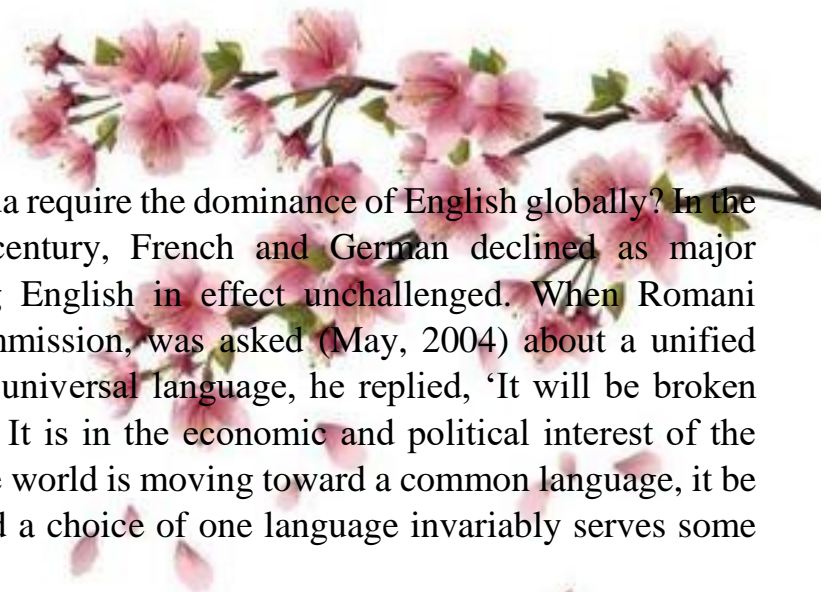 a require the dominance of English globally? In the
century, French and German declined as major
English in effect unchallenged. When Romani
mmission, was asked (May, 2004) about a unified
universal language, he replied, ‘It will be broken
It is in the economic and political interest of the
world is moving toward a common language, it be
a choice of one language invariably serves some